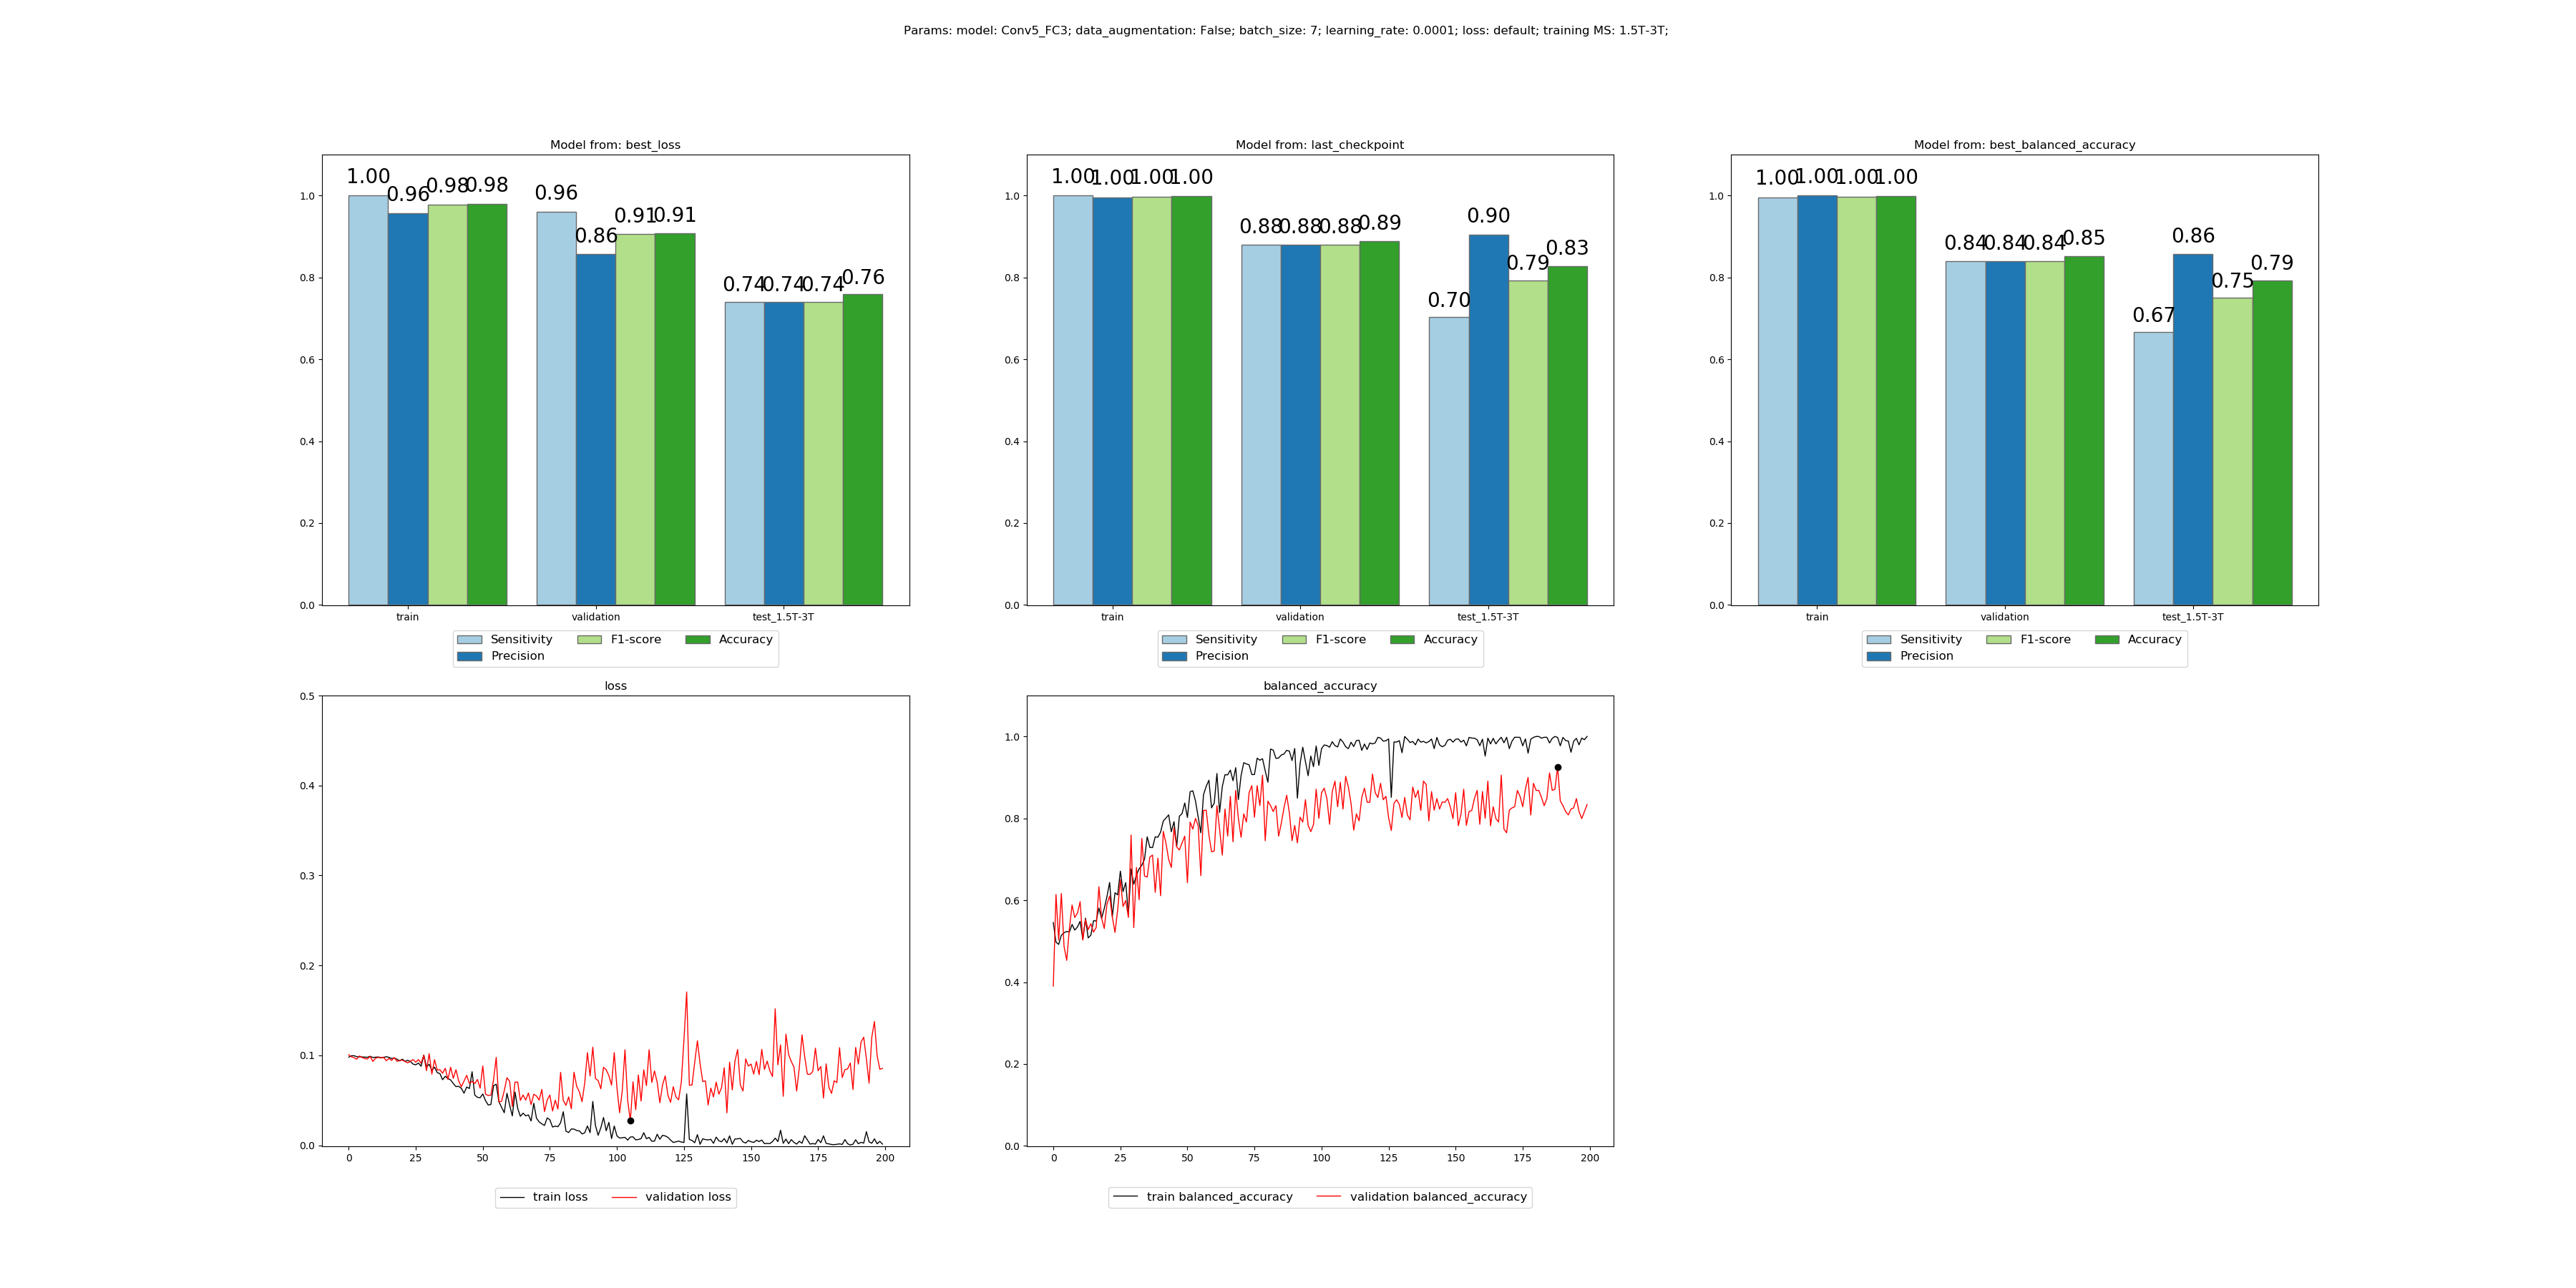 Params: model: Conv5_FC3; data_augmentation: False; batch_size: 7; learning_rate: 0.0001; loss: default; training MS: 1.5T-3T;
Model from: best_loss
1.00 0.96 0.98 0.98 0.96 0.86 0.91 0.91 0.74 0.74 0.74 0.76
1.0
0.8
0.6
0.4
0.2
0.0
train validation test_1.5T-3T
Sensitivity F1-score Accuracy
Precision
Model from: last_checkpoint
1.00 1.00 1.00 1.00 0.88 0.88 0.88 0.89 0.70 0.90 0.79 0.83
1.0
0.8
0.6
0.4
0.2
0.0
train validation test_1.5T-3T
Sensitivity F1-score Accuracy
Precision
Model from: best_balanced_accuracy
1.00 1.00 1.00 1.00 0.84 0.84 0.84 0.85 0.67 0.86 0.75 0.79
1.0
0.8
0.6
0.4
0.2
0.0
train validation test_1.5T-3T
Sensitivity F1-score Accuracy
Precision
loss
0.5
0.4
0.3
0.2
0.1
0.0
0 25 50 75 100 125 150 175 200
train loss validation loss
balanced_accuracy
1.0
0.8
0.6
0.4
0.2
0.0
0 25 50 75 100 125 150 175 200
train balanced_accuracy validation balanced_accuracy